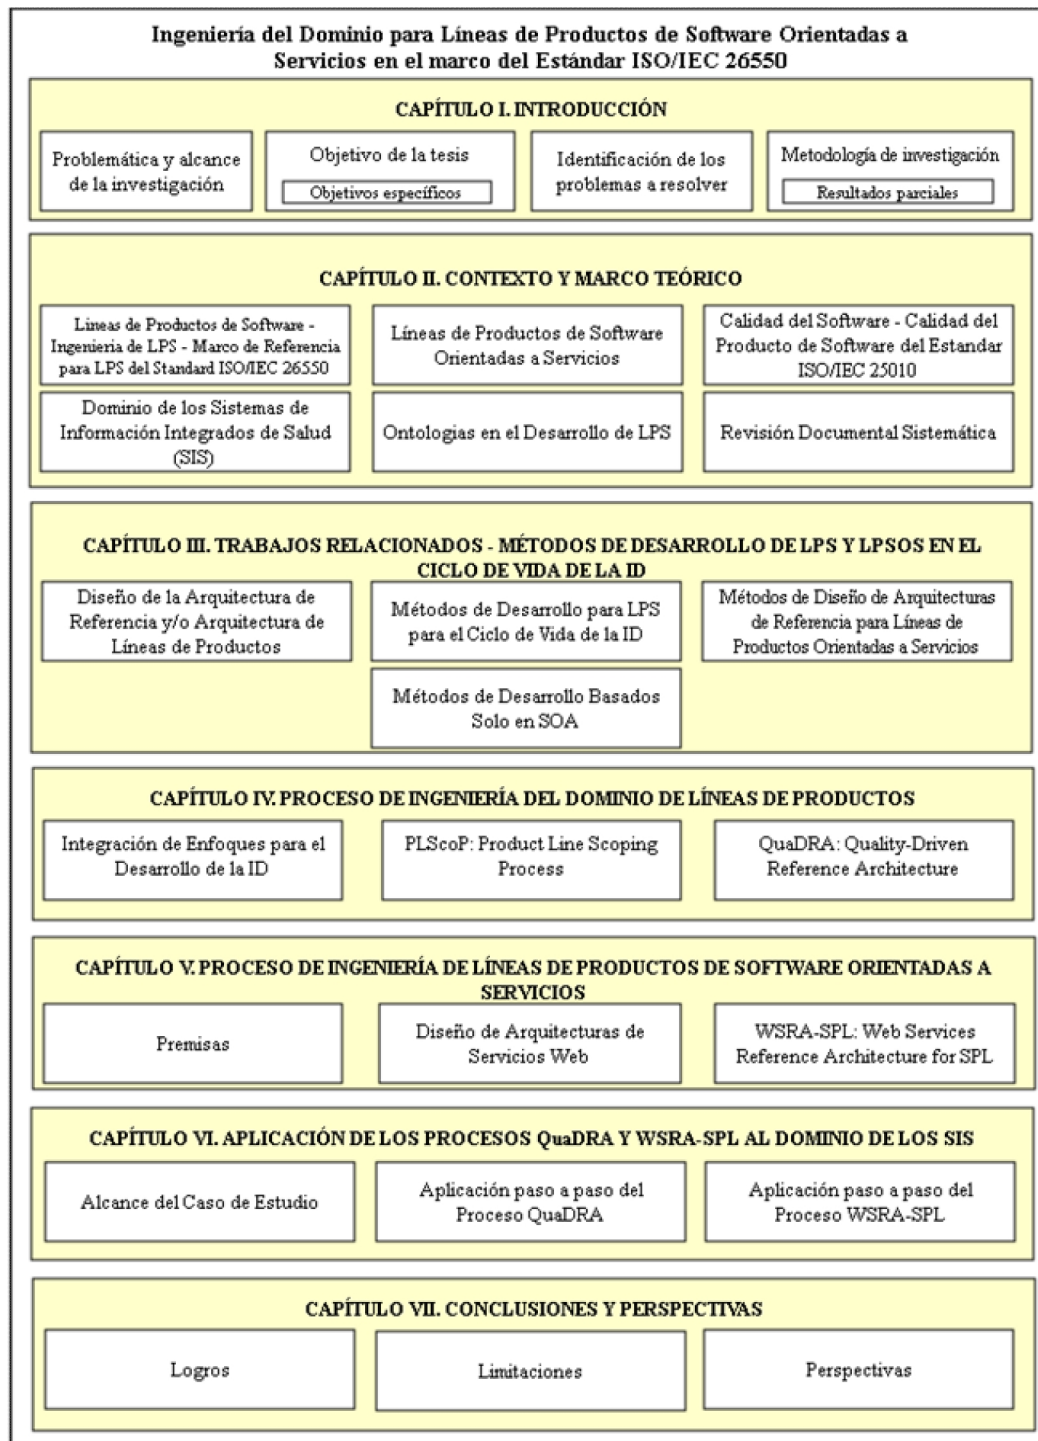 Ingeniería del Dominio para Líneas de Productos de Software Orientadas a
Servicios en el marco del Estándar ISO/IEC 26550
CAPÍTULO I. INTRODUCCIÓN
Problemática y alcance
de la investigación
Objetivo de la tesis
Objetivos específicos
Identificación de los
problemas a resolver
Metodología de investigación
Resultados parciales
CAPÍTULO II. CONTEXTO Y MARCO TEÓRICO
Lineas de Productos de Software -
Ingenieria de LPS - Marco de Referencia
para LPS del Standard ISO/IEC 26550
Líneas de Productos de Software
Orientadas a Servicios
Calidad del Software - Calidad del
Producto de Software del Estandar
ISO/IEC 25010
Dominio de los Sistemas de
Información Integrados de Salud
(SIS)
Ontologias en el Desarrollo de LPS
Revisión Documental Sistemática
CAPÍTULO III. TRABAJOS RELACIONADOS - MÉTODOS DE DESARROLLO DE LPS Y LPSOS EN EL
CICLO DE VIDA DE LA ID
Diseño de la Arquitectura de
Referencia y/o Arquitectura de
Líneas de Productos
Métodos de Desarrollo para LPS
para el Ciclo de Vida de la ID
Métodos de Diseño de Arquitecturas
de Referencia para Líneas de
Productos Orientadas a Servicios
Métodos de Desarrollo Basados
Solo en SOA
CAPÍTULO IV. PROCESO DE INGENIERÍA DEL DOMINIO DE LÍNEAS DE PRODUCTOS
Integración de Enfoques para el
Desarrollo de la ID
PLScoP: Product Line Scoping
Process
QuaDRA: Quality-Driven
Reference Architecture
CAPÍTULO V. PROCESO DE INGENIERÍA DE LÍNEAS DE PRODUCTOS DE SOFTWARE ORIENTADAS A
SERVICIOS
Premisas
Diseño de Arquitecturas de
Servicios Web
WSRA-SPL: Web Services
Reference Architecture for SPL
CAPÍTULO VI. APLICACIÓN DE LOS PROCESOS QuaDRA Y WSRA-SPL AL DOMINIO DE LOS SIS
Alcance del Caso de Estudio
Aplicación paso a paso del
Proceso QuaDRA
Aplicación paso a paso del
Proceso WSRA-SPL
CAPÍTULO VII. CONCLUSIONES Y PERSPECTIVAS
Logros
Limitaciones
Perspectivas